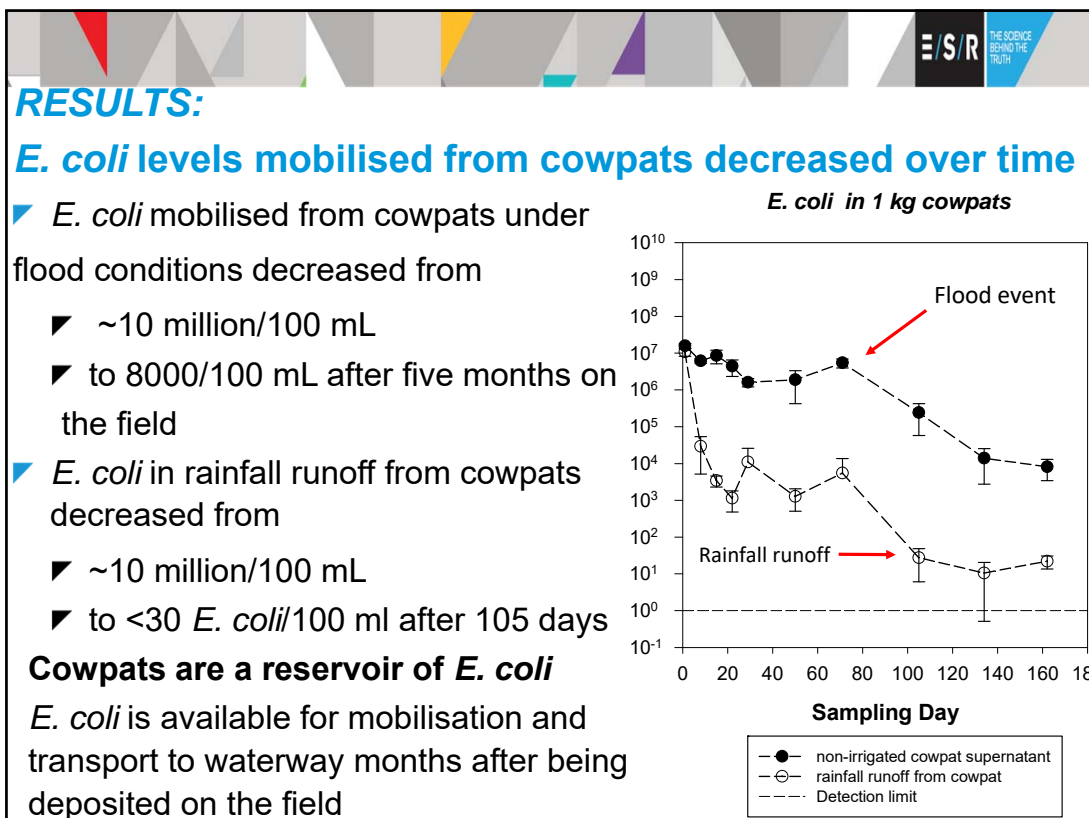 E/S/R
THE SCIENCE
BEHIND THE
TRUTH
RESULTS:
E. coli levels mobilised from cowpats decreased over time
E. coli mobilised from cowpats under
flood conditions decreased from
~10 million/100 mL
to 8000/100 mL after five months on
the field
E. coli in rainfall runoff from cowpats
decreased from
~10 million/100 mL
to <30 E. coli/100 ml after 105 days
Cowpats are a reservoir of E. coli
E. coli is available for mobilisation and
transport to waterway months after being
deposited on the field
E. coli in 1 kg cowpats
10¹⁰
10⁹
10⁸
10⁷
10⁶
10⁵
10⁴
10³
10²
10¹
10⁰
10⁻¹
Flood event
Rainfall runoff
0 20 40 60 80 100 120 140 160 18
Sampling Day
non-irrigated cowpat supernatant
rainfall runoff from cowpat
Detection limit